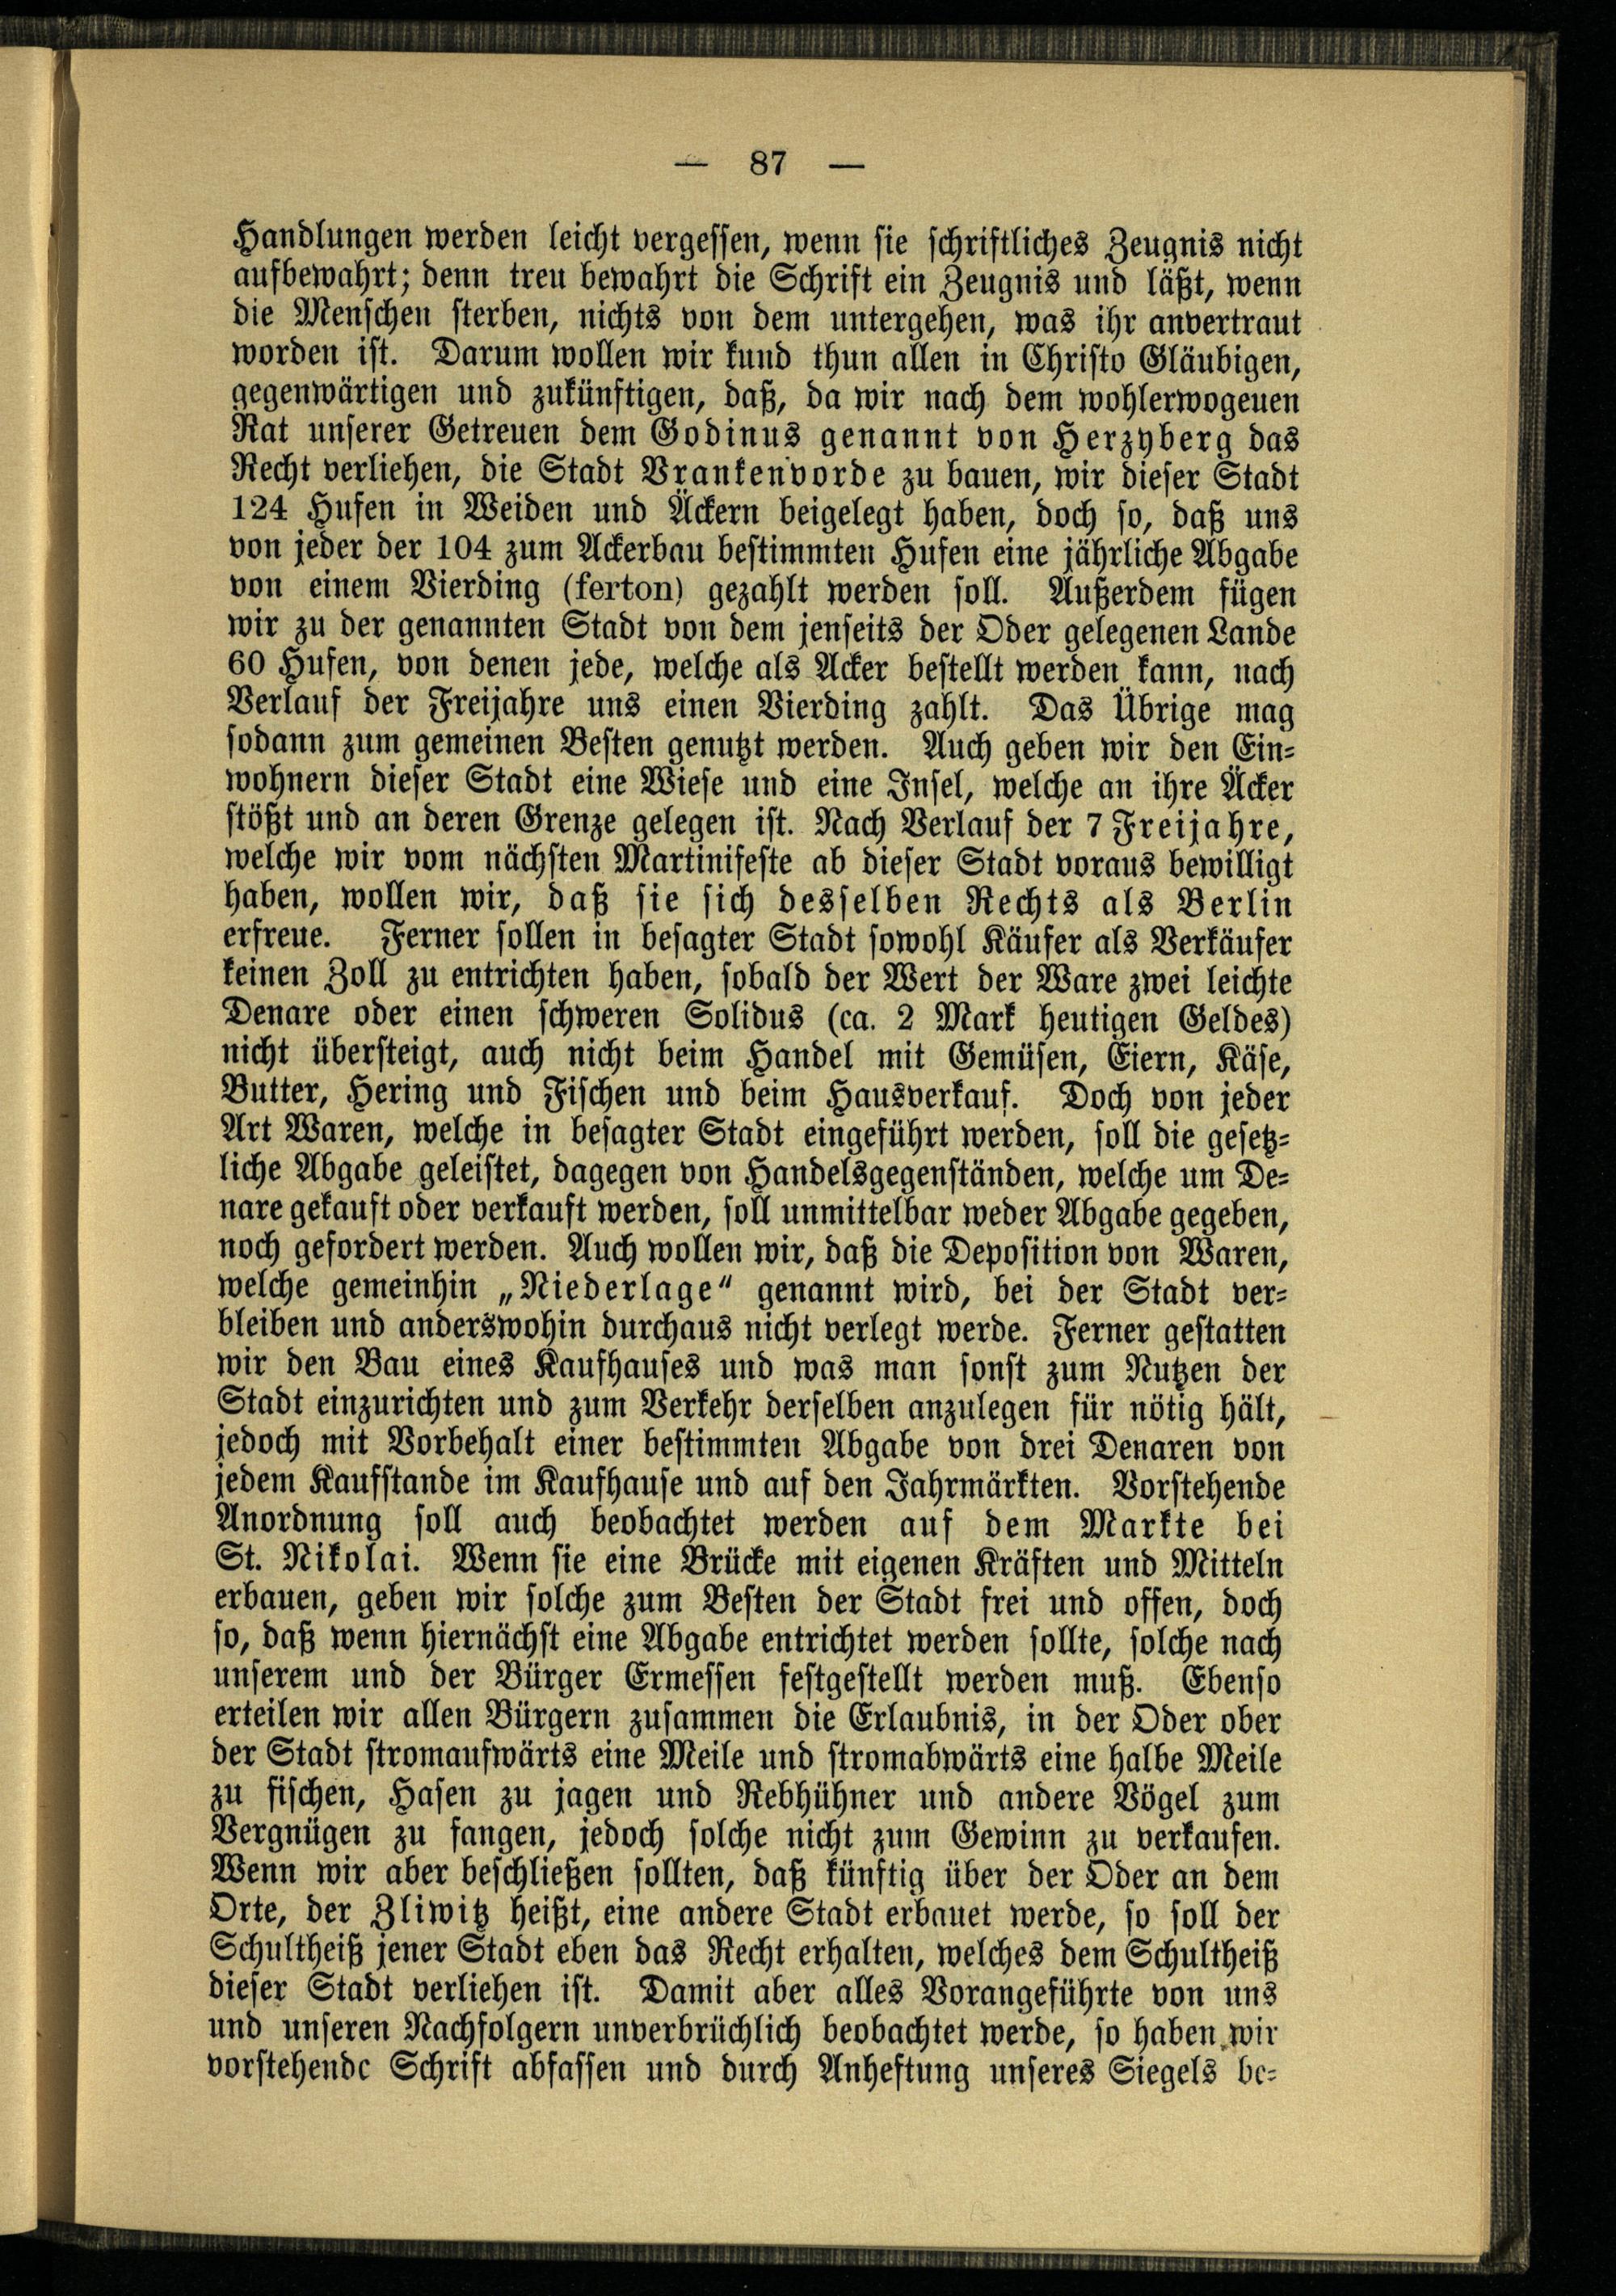 — 87 —
Handlungen werden leicht vergessen, wenn sie schriftliches Zeugnis nicht
aufbewahrt; denn treu bewahrt die Schrift ein Zeugnis und läßt, wenn
die Menschen sterben, nichts von dem untergehen, was ihr anvertraut
worden ist. Darum wollen wir kund thun allen in Christo Gläubigen,
gegenwärtigen und zukünftigen, daß, da wir nach dem wohlerwogenen
Rat unserer Getreuen dem Godinus genannt von Herzyberg das
Recht verliehen, die Stadt Vrankenvorde zu bauen, wir dieser Stadt
124 Hufen in Weiden und Äckern beigelegt haben, doch so, daß uns
von jeder der 104 zum Ackerbau bestimmten Hufen eine jährliche Abgabe
von einem Vierding (ferton) gezahlt werden soll. Außerdem fügen
wir zu der genannten Stadt von dem jenseits der Oder gelegenen Lande
60 Hufen, von denen jede, welche als Acker bestellt werden kann, nach
Verlauf der Freijahre uns einen Vierding zahlt. Das Übrige mag
sodann zum gemeinen Besten genutzt werden. Auch geben wir den Ein-
wohnern dieser Stadt eine Wiese und eine Insel, welche an ihre Äcker
stößt und an deren Grenze gelegen ist. Nach Verlauf der 7 Freijahre,
welche wir vom nächsten Martinifeste ab dieser Stadt voraus bewilligt
haben, wollen wir, daß sie sich desselben Rechts als Berlin
erfreue. Ferner sollen in besagter Stadt sowohl Käufer als Verkäufer
keinen Zoll zu entrichten haben, sobald der Wert der Ware zwei leichte
Denare oder einen schweren Solidus (ca. 2 Mark heutigen Geldes)
nicht übersteigt, auch nicht beim Handel mit Gemüsen, Eiern, Käse,
Butter, Hering und Fischen und beim Hausverkauf. Doch von jeder
Art Waren, welche in besagter Stadt eingeführt werden, soll die gesetz-
liche Abgabe geleistet, dagegen von Handelsgegenständen, welche um De-
nare gekauft oder verkauft werden, soll unmittelbar weder Abgabe gegeben,
noch gefordert werden. Auch wollen wir, daß die Deposition von Waren,
welche gemeinhin „Niederlage“ genannt wird, bei der Stadt ver-
bleiben und anderswohin durchaus nicht verlegt werde. Ferner gestatten
wir den Bau eines Kaufhauses und was man sonst zum Nutzen der
Stadt einzurichten und zum Verkehr derselben anzulegen für nötig hält,
jedoch mit Vorbehalt einer bestimmten Abgabe von drei Denaren von
jedem Kaufstande im Kaufhause und auf den Jahrmärkten. Vorstehende
Anordnung soll auch beobachtet werden auf dem Markte bei
St. Nikolai. Wenn sie eine Brücke mit eigenen Kräften und Mitteln
erbauen, geben wir solche zum Besten der Stadt frei und offen, doch
so, daß wenn hiernächst eine Abgabe entrichtet werden sollte, solche nach
unserem und der Bürger Ermessen festgestellt werden muß. Ebenso
erteilen wir allen Bürgern zusammen die Erlaubnis, in der Oder ober
der Stadt stromaufwärts eine Meile und stromabwärts eine halbe Meile
zu fischen, Hasen zu jagen und Rebhühner und andere Vögel zum
Vergnügen zu fangen, jedoch solche nicht zum Gewinn zu verkaufen.
Wenn wir aber beschließen sollten, daß künftig über der Oder an dem
Orte, der Zliwitz heißt, eine andere Stadt erbauet werde, so soll der
Schultheiß jener Stadt eben das Recht erhalten, welches dem Schultheiß
dieser Stadt verliehen ist. Damit aber alles Vorangeführte von uns
und unseren Nachfolgern unverbrüchlich beobachtet werde, so haben wir
vorstehende Schrift abfassen und durch Anheftung unseres Siegels be-